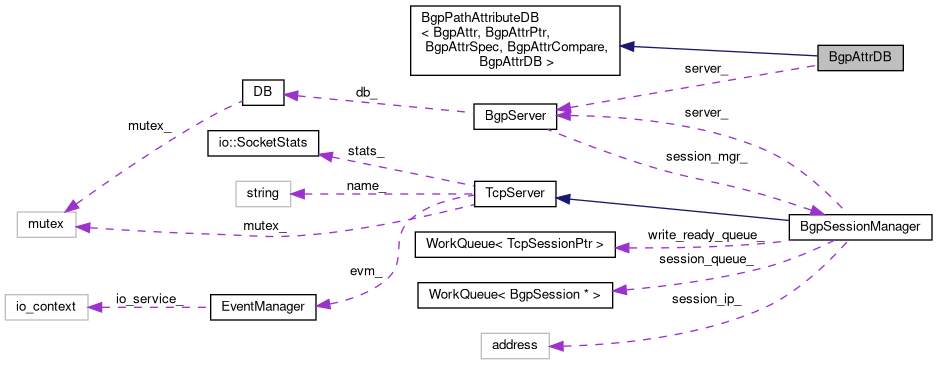 BgpPathAttributeDB
< BgpAttr, BgpAttrPtr,
BgpAttrSpec, BgpAttrCompare,
BgpAttrDB >
BgpAttrDB
server_
DB
db_
BgpServer
server_
mutex_
io::SocketStats
stats_
session_mgr_
string
name_
TcpServer
mutex
mutex_
BgpSessionManager
write_ready_queue_
WorkQueue< TcpSessionPtr >
session_queue_
evm_
WorkQueue< BgpSession * >
session_ip_
io_context
io_service_
EventManager
address